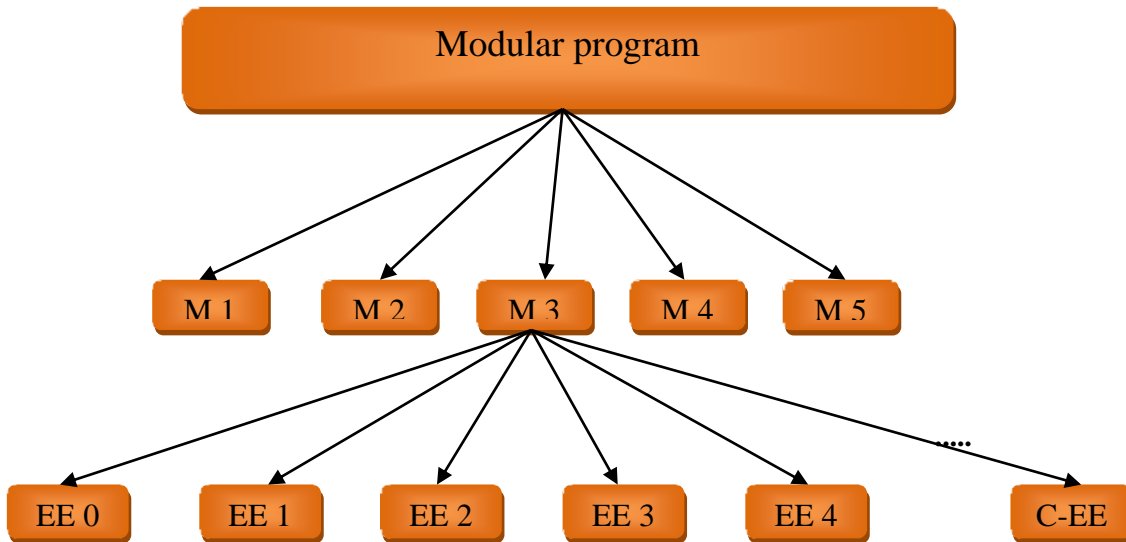 Modular program
M 1
M 2
M 3
M 4
M 5
.....
EE 0
EE 1
EE 2
EE 3
EE 4
C-EE